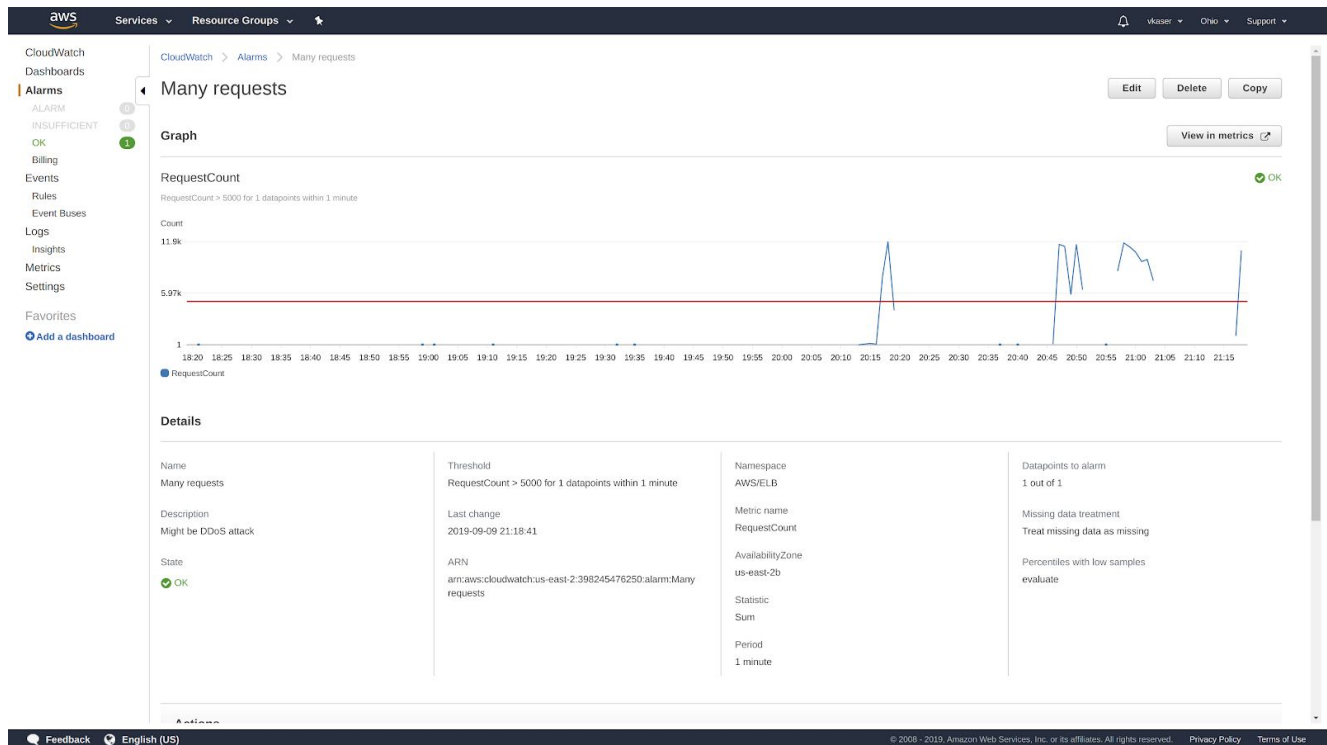 aws Services Resource Groups vkaser Ohio Support
CloudWatch
Dashboards
Alarms
ALARM 0
INSUFFICIENT 0
OK 1
Billing
Events
Rules
Event Buses
Logs
Insights
Metrics
Settings
Favorites
Add a dashboard
CloudWatch > Alarms > Many requests
Many requests
Edit Delete Copy
Graph
View in metrics
RequestCount
OK
RequestCount > 5000 for 1 datapoints within 1 minute
Count
11.9k
5.97k
1
18:20 18:25 18:30 18:35 18:40 18:45 18:50 18:55 19:00 19:05 19:10 19:15 19:20 19:25 19:30 19:35 19:40 19:45 19:50 19:55 20:00 20:05 20:10 20:15 20:20 20:25 20:30 20:35 20:40 20:45 20:50 20:55 21:00 21:05 21:10 21:15
RequestCount
Details
Name
Many requests
Description
Might be DDoS attack
State
OK
Threshold
RequestCount > 5000 for 1 datapoints within 1 minute
Last change
2019-09-09 21:18:41
ARN
arn:aws:cloudwatch:us-east-2:398245476250:alarm:Many
requests
Namespace
AWS/ELB
Metric name
RequestCount
AvailabilityZone
us-east-2b
Statistic
Sum
Period
1 minute
Datapoints to alarm
1 out of 1
Missing data treatment
Treat missing data as missing
Percentiles with low samples
evaluate
Actions
Feedback English (US) © 2008 - 2019, Amazon Web Services, Inc. or its affiliates. All rights reserved. Privacy Policy Terms of Use